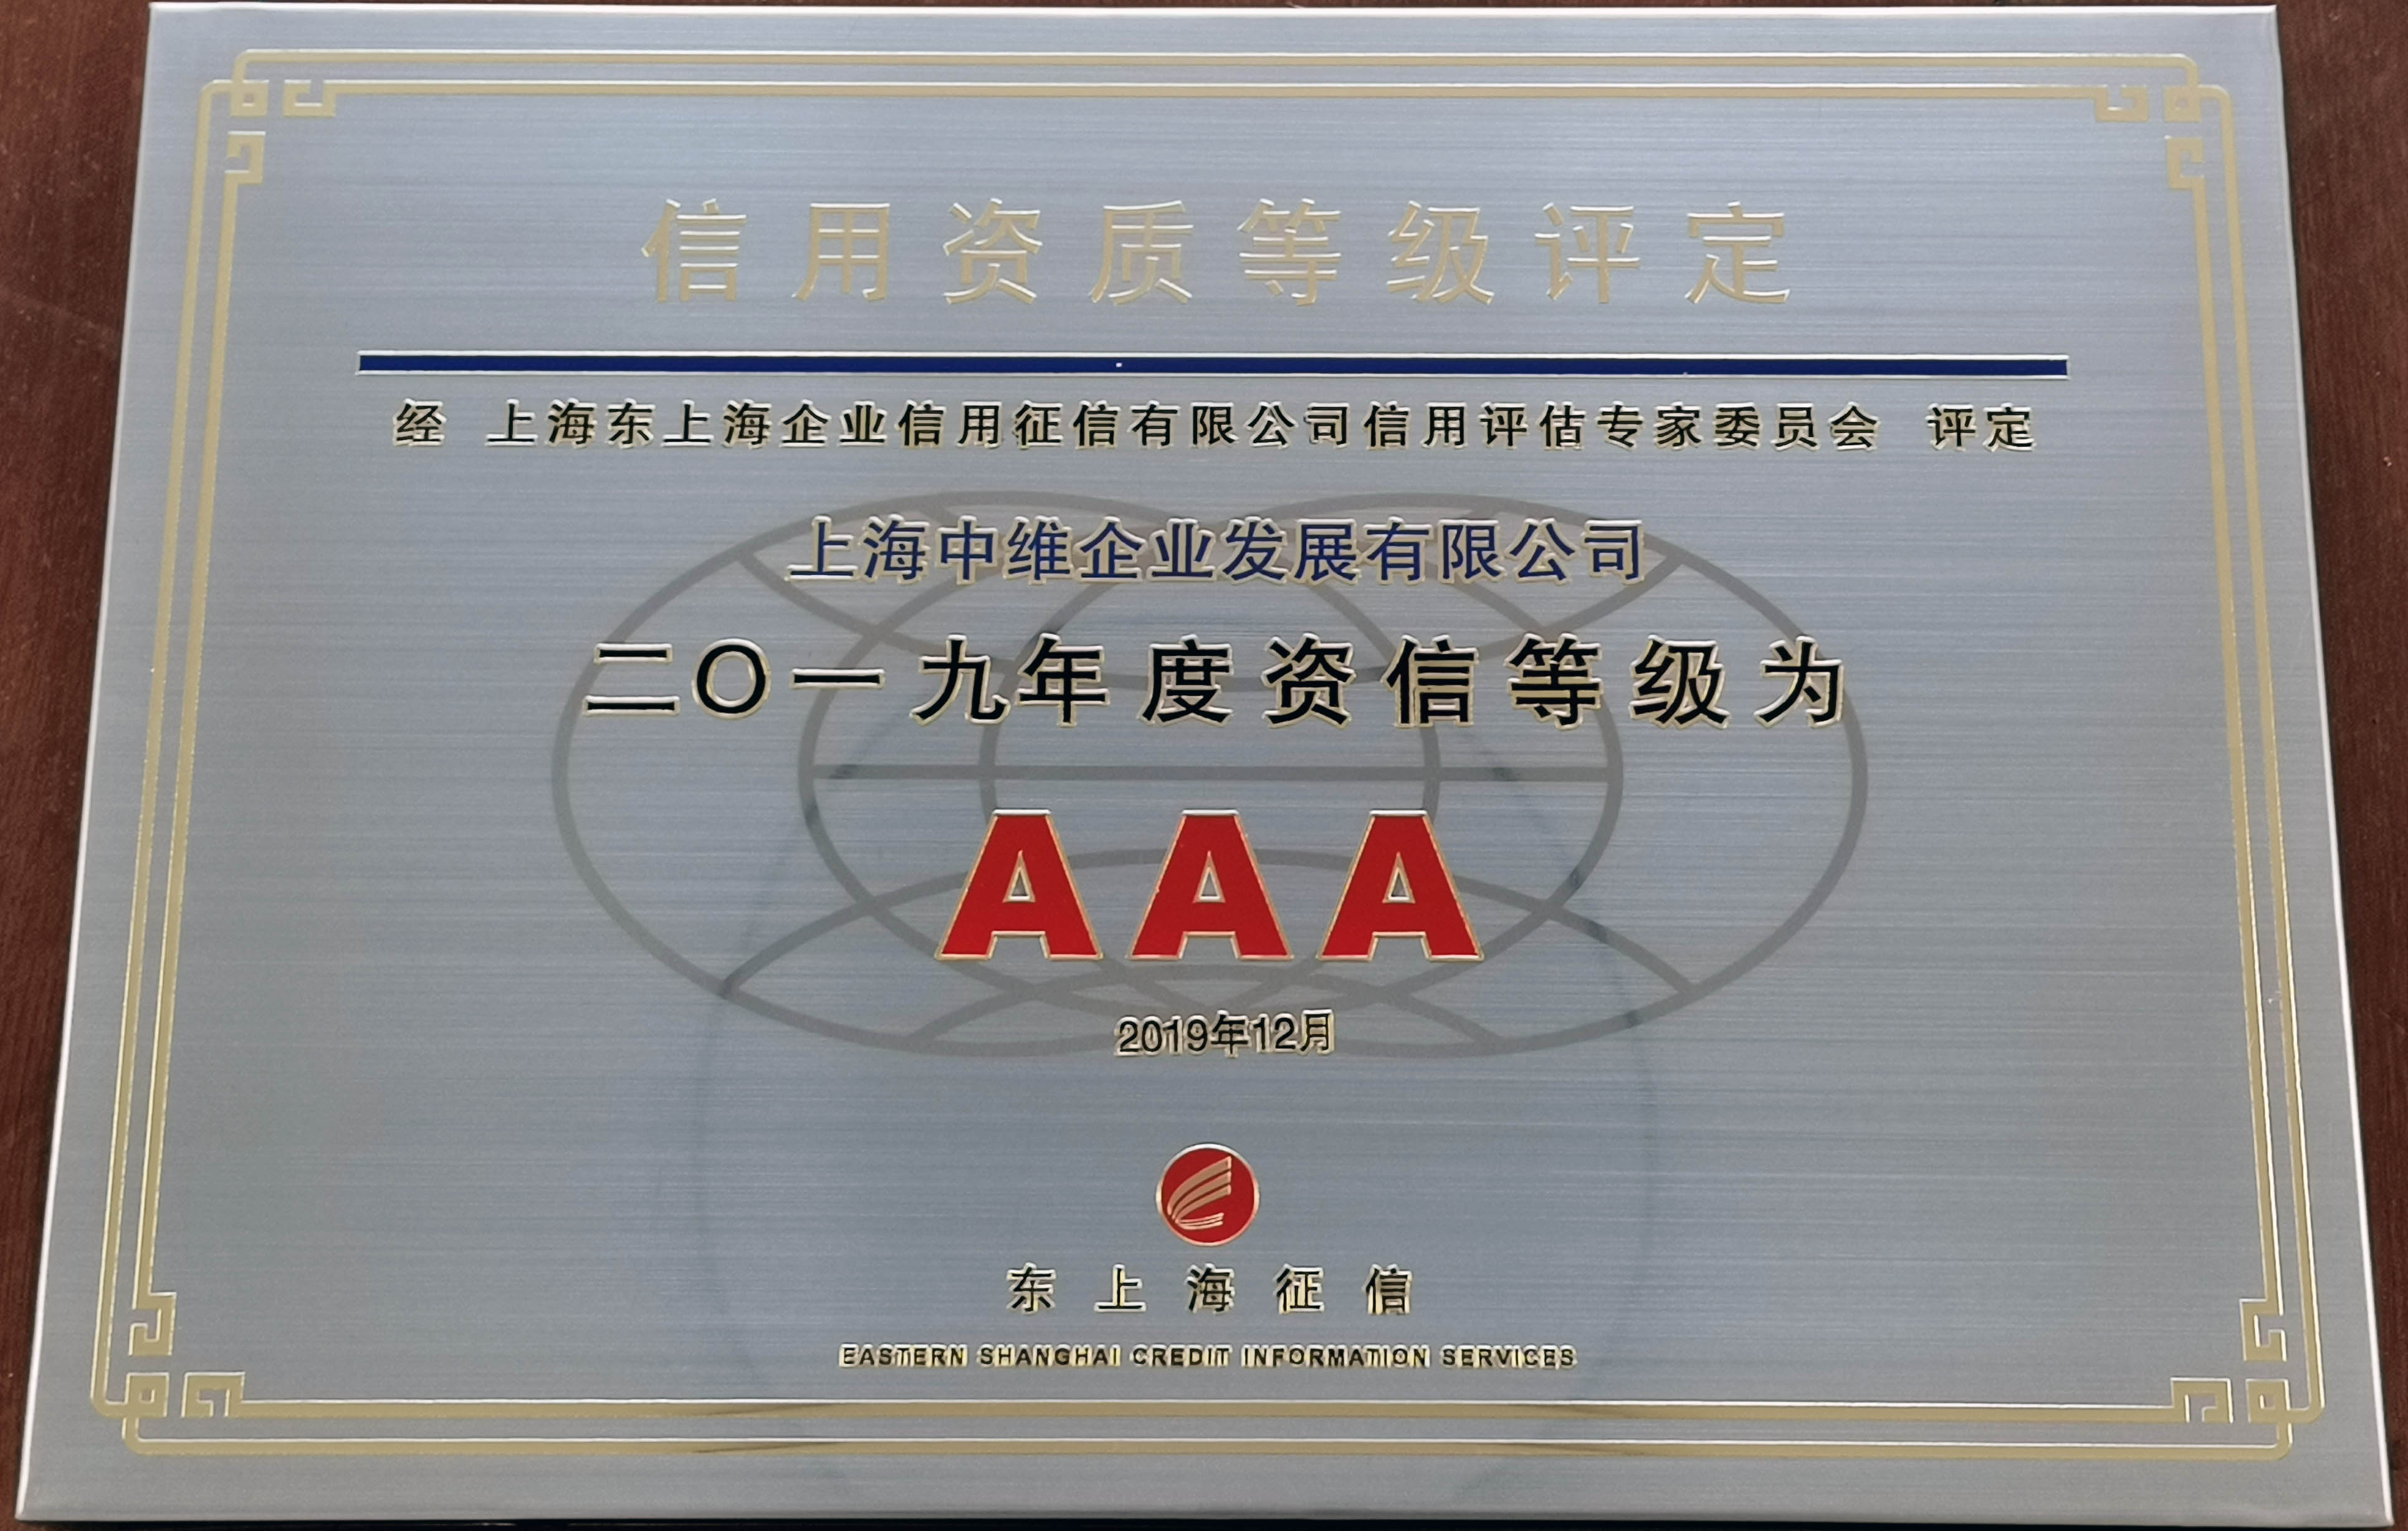 信用资质等级评定
经 上海东上海企业信用征信有限公司信用评估专家委员会 评定
上海中维企业发展有限公司
二〇一九年度资信等级为
AAA
2019年12月
东上海征信
EASTERN SHANGHAI CREDIT INFORMATION SERVICES